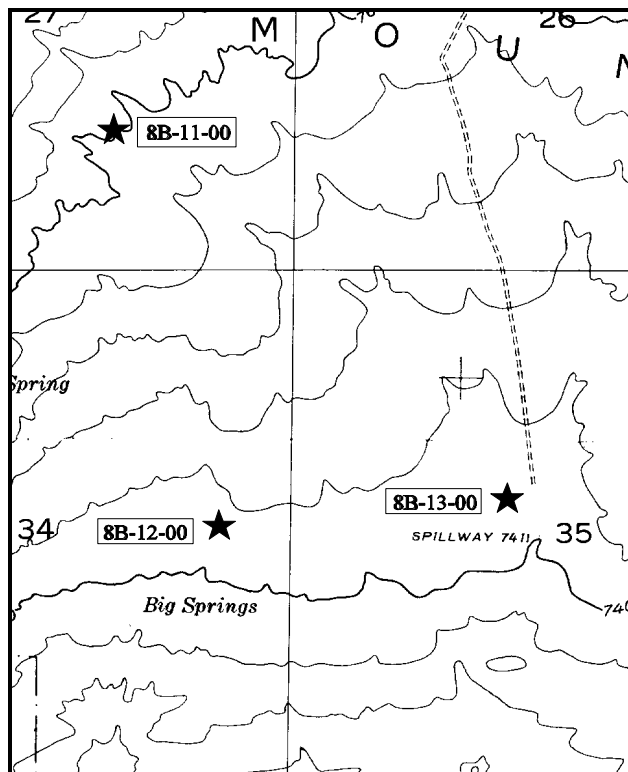 27
26
M O U N
8B-11-00
Spring
8B-13-00
34
8B-12-00
SPILLWAY 7411
35
Big Springs